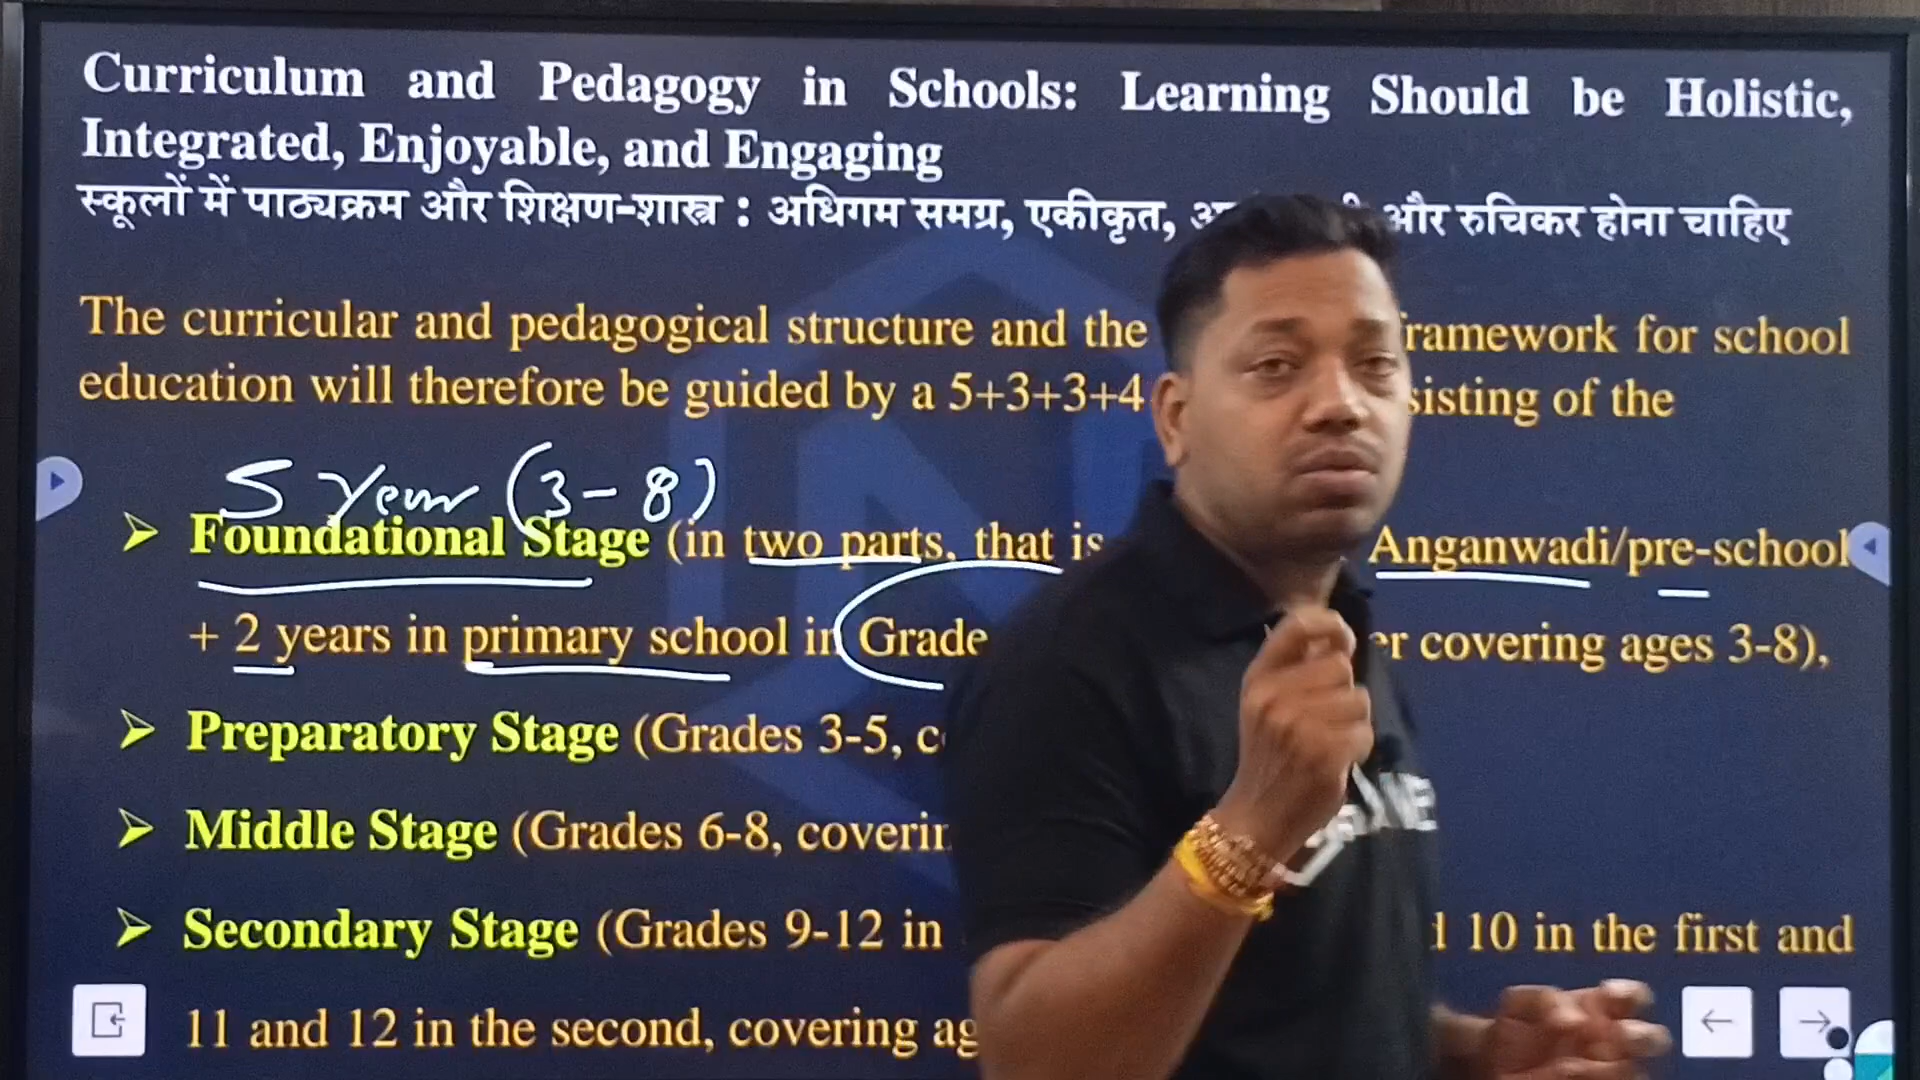 Curriculum and Pedagogy in Schools: Learning Should be Holistic,
Integrated, Enjoyable, and Engaging
स्कूलों में पाठ्यक्रम और शिक्षण-शास्त्र : अधिगम समग्र, एकीकृत, और रुचिकर होना चाहिए
The curricular and pedagogical structure and the framework for school
education will therefore be guided by a 5+3+3+4 of the
5 Year (3-8)
Foundational Stage (in two parts, that is Anganwadi/pre-school
+ 2 years in primary school in Grade covering ages 3-8),
Preparatory Stage (Grades 3-5,
Middle Stage (Grades 6-8,
Secondary Stage (Grades 9-12 in 10 in the first and
11 and 12 in the second, covering